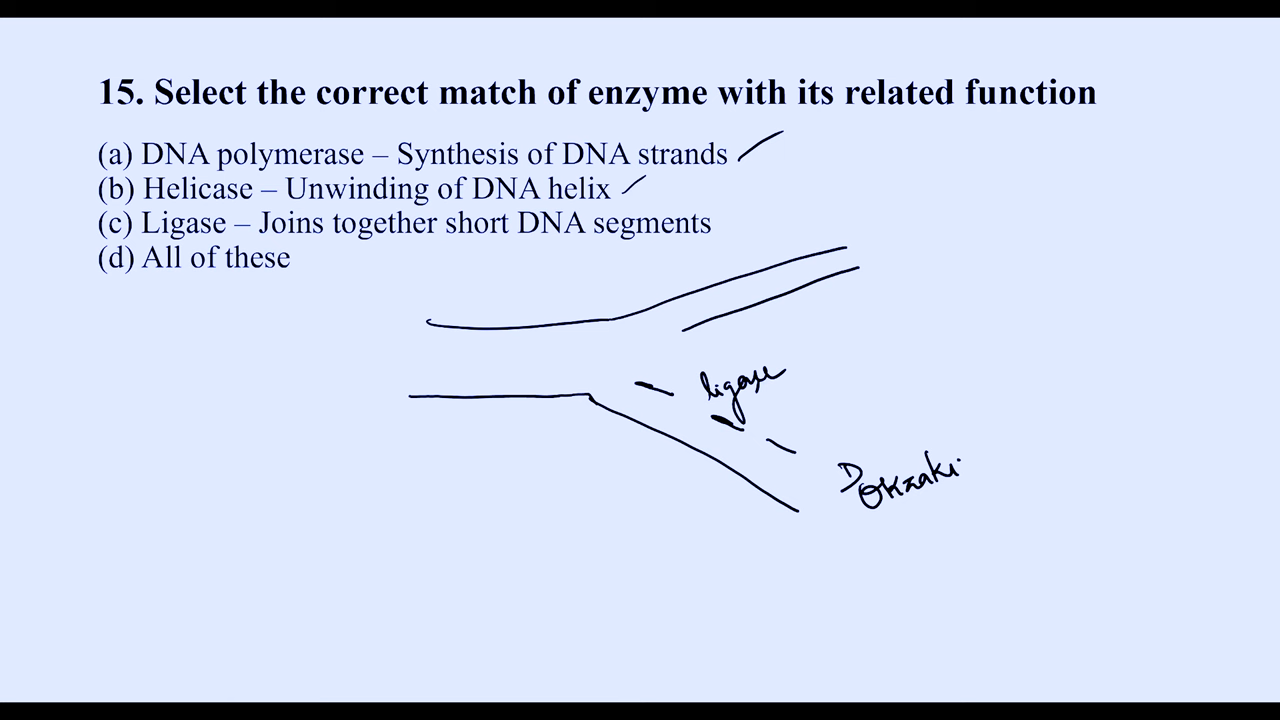 15. Select the correct match of enzyme with its related function
(a) DNA polymerase – Synthesis of DNA strands
(b) Helicase – Unwinding of DNA helix
(c) Ligase – Joins together short DNA segments
(d) All of these
ligase
Okzaki